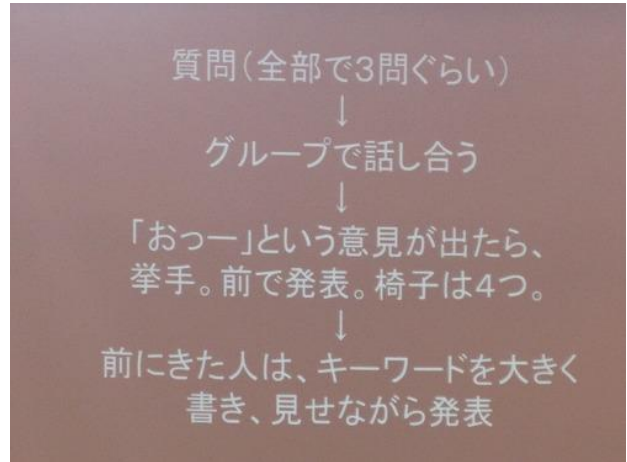 質問(全部で3問ぐらい)
↓
グループで話し合う
↓
「おっー」という意見が出たら、
挙手。前で発表。椅子は4つ。
↓
前にきた人は、キーワードを大きく
書き、見せながら発表